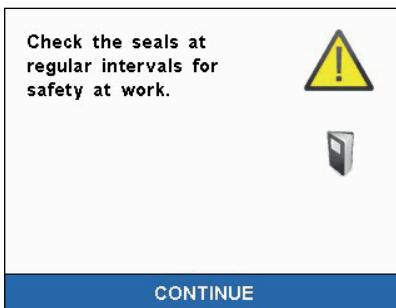 Check the seals at
regular intervals for
safety at work.
CONTINUE